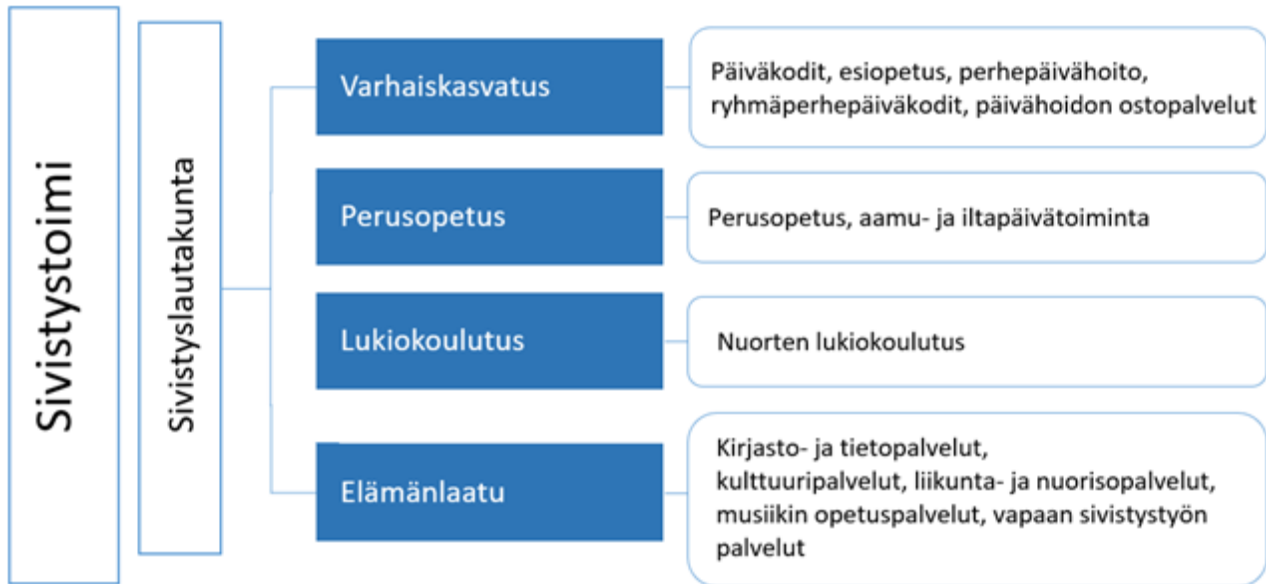 Sivistystoimi
Sivistyslautakunta
Varhaiskasvatus
Päiväkodit, esiopetus, perhepäivähoito,
ryhmäperhepäiväkodit, päivähoidon ostopalvelut
Perusopetus
Perusopetus, aamu- ja iltapäivätoiminta
Lukiokoulutus
Nuorten lukiokoulutus
Elämänlaatu
Kirjasto- ja tietopalvelut,
kulttuuripalvelut, liikunta- ja nuorisopalvelut,
musiikin opetuspalvelut, vapaan sivistystyön
palvelut